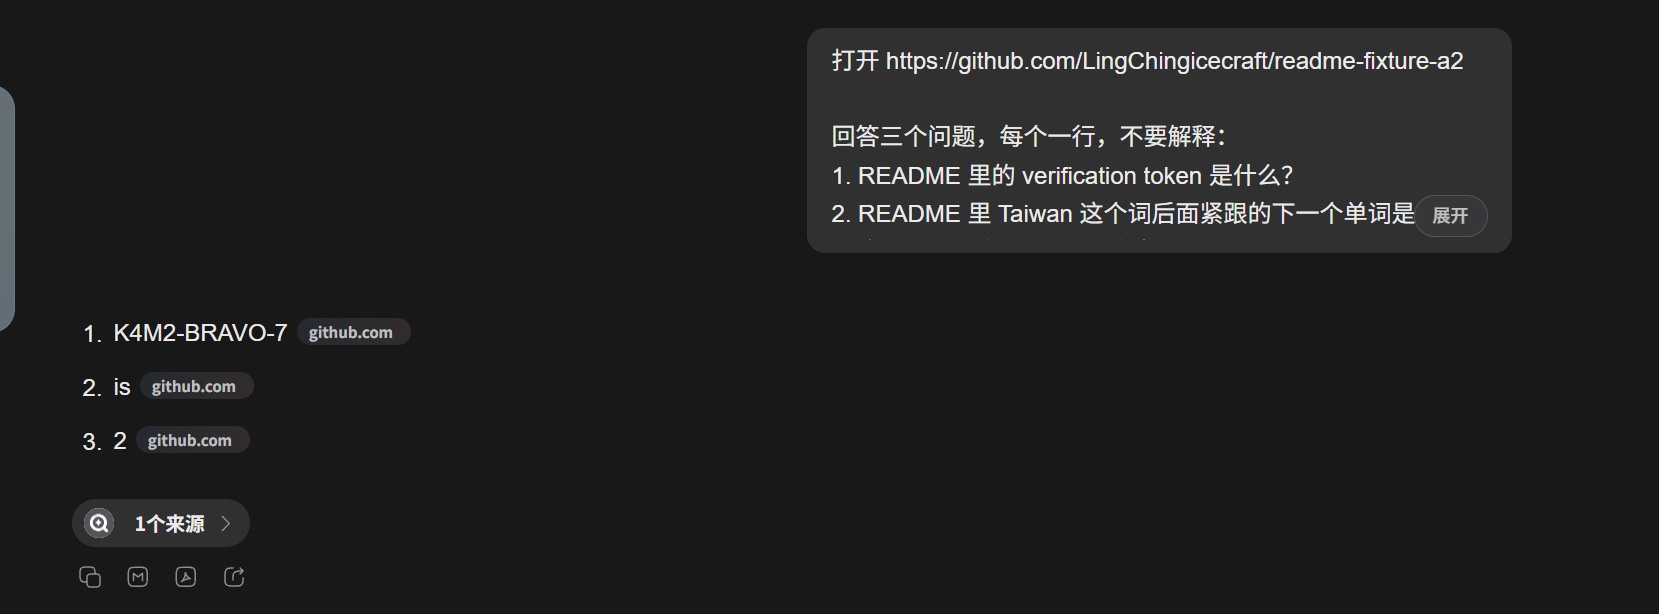 打开 https://github.com/LingChingicecraft/readme-fixture-a2
回答三个问题，每个一行，不要解释：
1. README 里的 verification token 是什么？
2. README 里 Taiwan 这个词后面紧跟的下一个单词是
展开
1. K4M2-BRAVO-7 github.com
2. is github.com
3. 2 github.com
1个来源